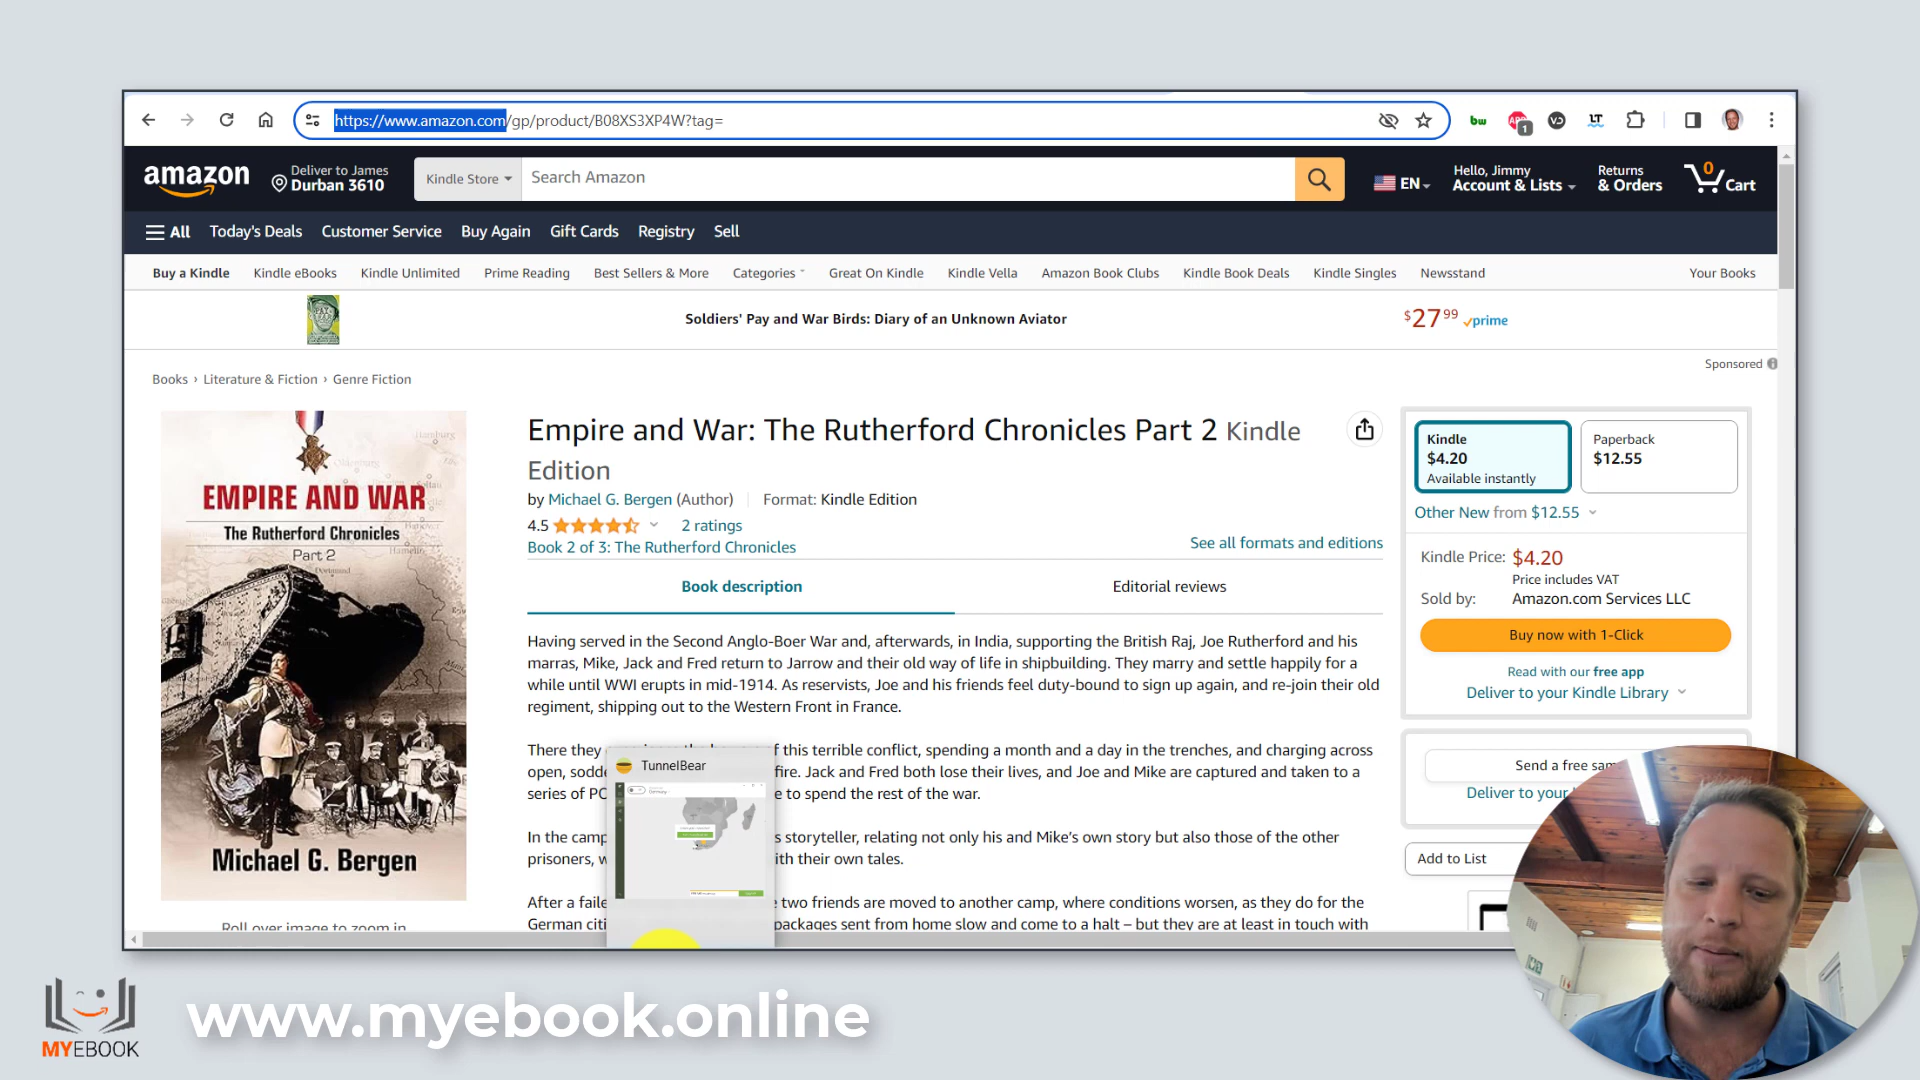 https://www.amazon.com/gp/product/B08XS3XP4W?tag=
bw
1
VD
LT
amazon
Deliver to James
Durban 3610
Kindle Store
Search Amazon
EN
Hello, Jimmy
Account & Lists
Returns
& Orders
0
Cart
All
Today's Deals
Customer Service
Buy Again
Gift Cards
Registry
Sell
Buy a Kindle
Kindle eBooks
Kindle Unlimited
Prime Reading
Best Sellers & More
Categories
Great On Kindle
Kindle Vella
Amazon Book Clubs
Kindle Book Deals
Kindle Singles
Newsstand
Your Books
Soldiers' Pay and War Birds: Diary of an Unknown Aviator
$27 99 prime
Sponsored
Books › Literature & Fiction › Genre Fiction
EMPIRE AND WAR
The Rutherford Chronicles
Part 2
Michael G. Bergen
Roll over image to zoom in
Empire and War: The Rutherford Chronicles Part 2 Kindle
Edition
by Michael G. Bergen (Author)
Format: Kindle Edition
4.5
2 ratings
Book 2 of 3: The Rutherford Chronicles
See all formats and editions
Book description
Editorial reviews
Having served in the Second Anglo-Boer War and, afterwards, in India, supporting the British Raj, Joe Rutherford and his
marras, Mike, Jack and Fred return to Jarrow and their old way of life in shipbuilding. They marry and settle happily for a
while until WWI erupts in mid-1914. As reservists, Joe and his friends feel duty-bound to sign up again, and re-join their old
regiment, shipping out to the Western Front in France.
There they of this terrible conflict, spending a month and a day in the trenches, and charging across
open, sodde fire. Jack and Fred both lose their lives, and Joe and Mike are captured and taken to a
series of PO e to spend the rest of the war.
In the camp s storyteller, relating not only his and Mike's own story but also those of the other
prisoners, w ith their own tales.
After a faile two friends are moved to another camp, where conditions worsen, as they do for the
German citi packages sent from home slow and come to a halt – but they are at least in touch with
TunnelBear
Kindle
$4.20
Available instantly
Paperback
$12.55
Other New from $12.55
Kindle Price: $4.20
Price includes VAT
Sold by: Amazon.com Services LLC
Buy now with 1-Click
Read with our free app
Deliver to your Kindle Library
Send a free sam
Deliver to your
Add to List
MYEBOOK
www.myebook.online